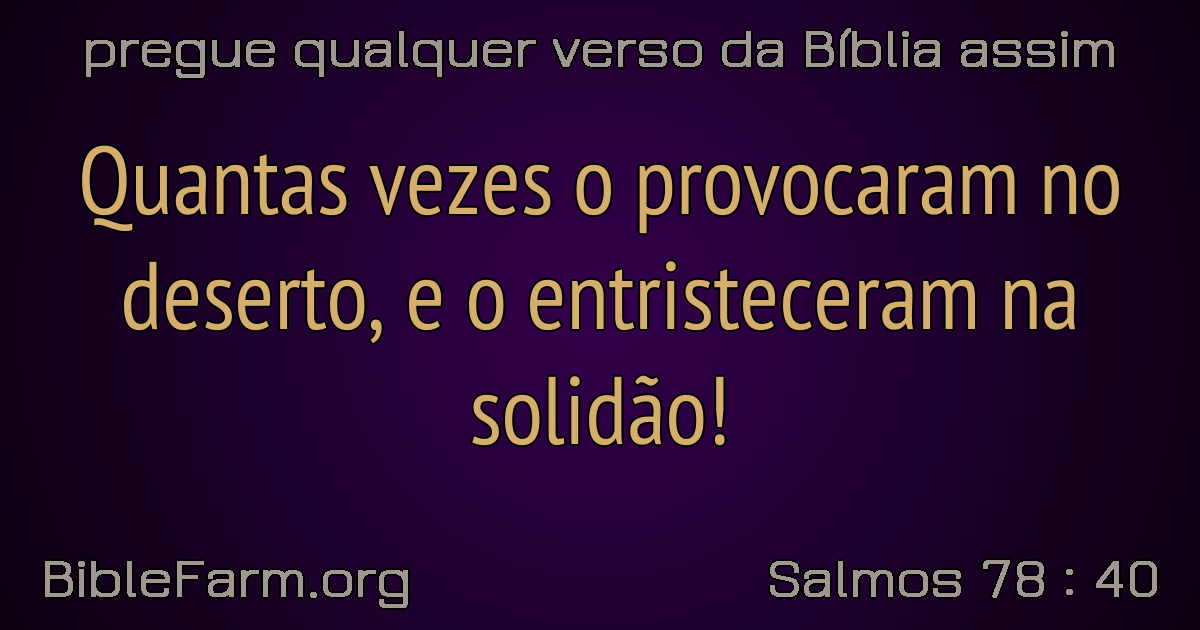 pregue qualquer verso da Bíblia assim
Quantas vezes o provocaram no
deserto, e o entristeceram na
solidão!
BibleFarm.org
Salmos 78 : 40